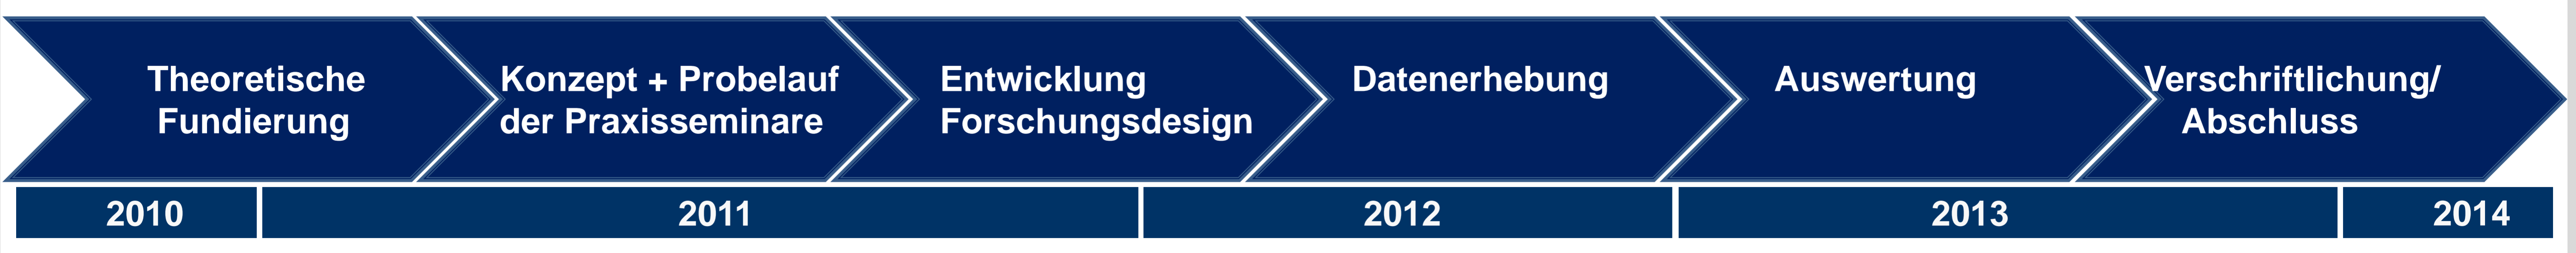 Theoretische
Fundierung
Konzept + Probelauf
der Praxisseminare
Entwicklung
Forschungsdesign
Datenerhebung
Auswertung
Verschriftlichung/
Abschluss
2010
2011
2012
2013
2014